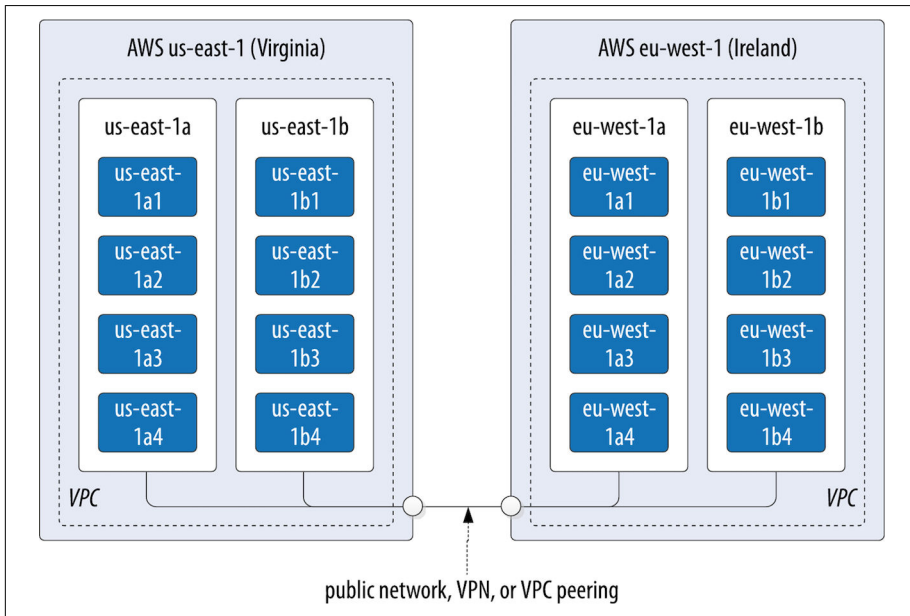 AWS us-east-1 (Virginia)
us-east-1a
us-east-
1a1
us-east-
1a2
us-east-
1a3
us-east-
1a4
us-east-1b
us-east-
1b1
us-east-
1b2
us-east-
1b3
us-east-
1b4
VPC
AWS eu-west-1 (Ireland)
eu-west-1a
eu-west-
1a1
eu-west-
1a2
eu-west-
1a3
eu-west-
1a4
eu-west-1b
eu-west-
1b1
eu-west-
1b2
eu-west-
1b3
eu-west-
1b4
VPC
public network, VPN, or VPC peering